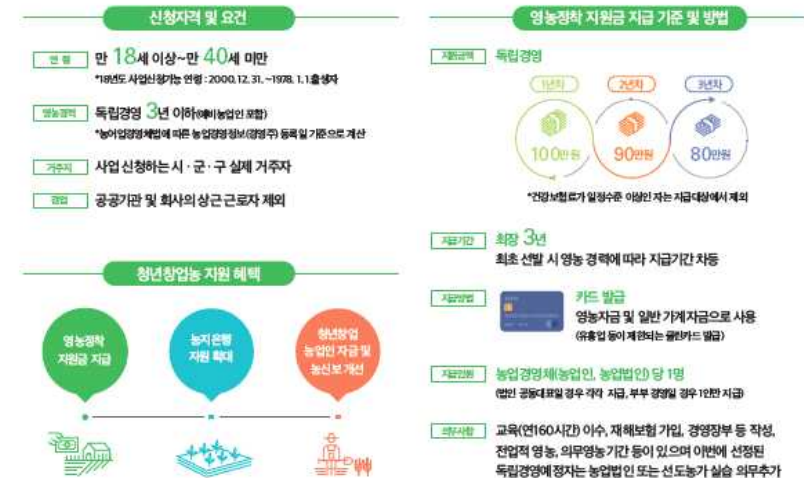 신청자격 및 요건
연 령
만 18세 이상~만 40세 미만
*18년도 사업신청가능 연령 : 2000. 12. 31. ~1978. 1. 1.출생자
영농경력
독립경영 3년 이하(예비농업인 포함)
*농어업경영체법에 따른 농업경영정보(경영주) 등록일 기준으로 계산
거주지
사업 신청하는 시 · 군 · 구 실제 거주자
겸업
공공기관 및 회사의 상근 근로자 제외
청년창업농 지원 혜택
영농정착
지원금 지급
농지은행
지원 확대
청년창업
농업인 자금 및
농신보 개선
영농정착 지원금 지급 기준 및 방법
지원금액
독립경영
1년차
2년차
3년차
100만원
90만원
80만원
*건강보험료가 일정수준 이상인 자는 지급대상에서 제외
지급기간
최장 3년
최초 선발 시 영농 경력에 따라 지급기간 차등
지급방법
카드 발급
영농자금 및 일반 가계자금으로 사용
(유흥업 등이 제한되는 클린카드 발급)
지급인원
농업경영체(농업인, 농업법인) 당 1명
(법인 공동대표일 경우 각각 지급, 부부 경영일 경우 1인만 지급)
의무사항
교육(연160시간) 이수, 재해보험 가입, 경영장부 등 작성,
전업적 영농, 의무영농기간 등이 있으며 이번에 선정된
독립경영예정자는 농업법인 또는 선도농가 실습 의무추가